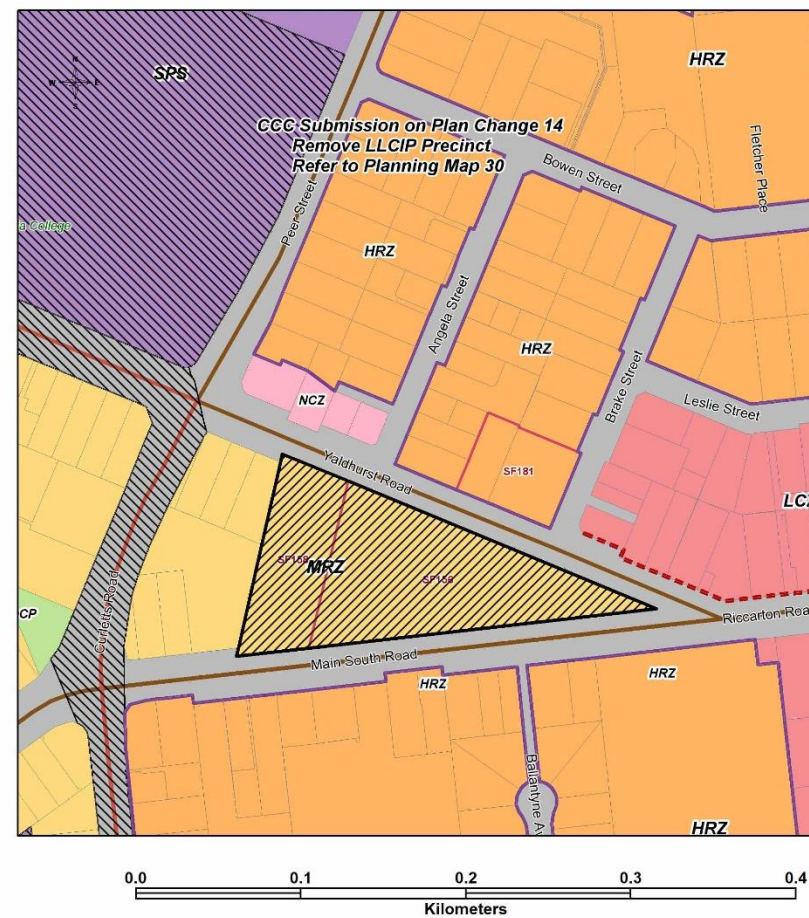 SPS
HRZ
N
W E
S
CCC Submission on Plan Change 14
Remove LLCIP Precinct
Refer to Planning Map 30
Fletcher Place
Bowen Street
a College
Peer Street
HRZ
Angela Street
HRZ
Brake Street
Leslie Street
NCZ
SF181
Yaldhurst Road
LCZ
MRZ
Curletts Road
CP
Riccarton Roa
Main South Road
HRZ
HRZ
Ballantyne Av
HRZ
0.0 0.1 0.2 0.3 0.4
Kilometers